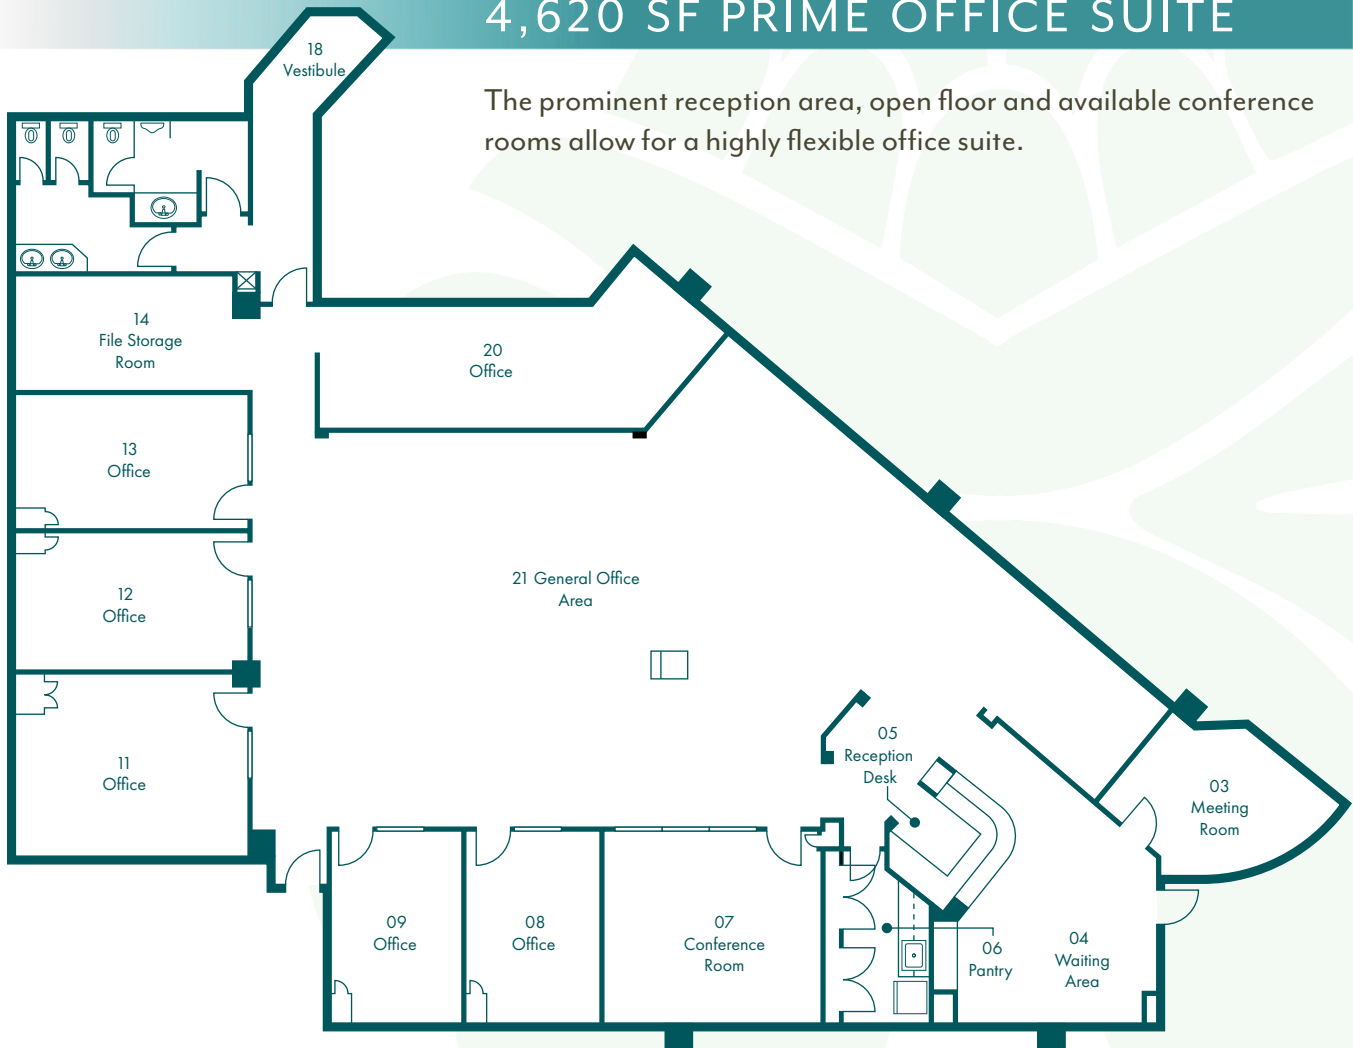 4,620 SF PRIME OFFICE SUITE
The prominent reception area, open floor and available conference
rooms allow for a highly flexible office suite.
18
Vestibule
14
File Storage
Room
20
Office
13
Office
12
Office
21 General Office
Area
11
Office
05
Reception
Desk
03
Meeting
Room
09
Office
08
Office
07
Conference
Room
06
Pantry
04
Waiting
Area